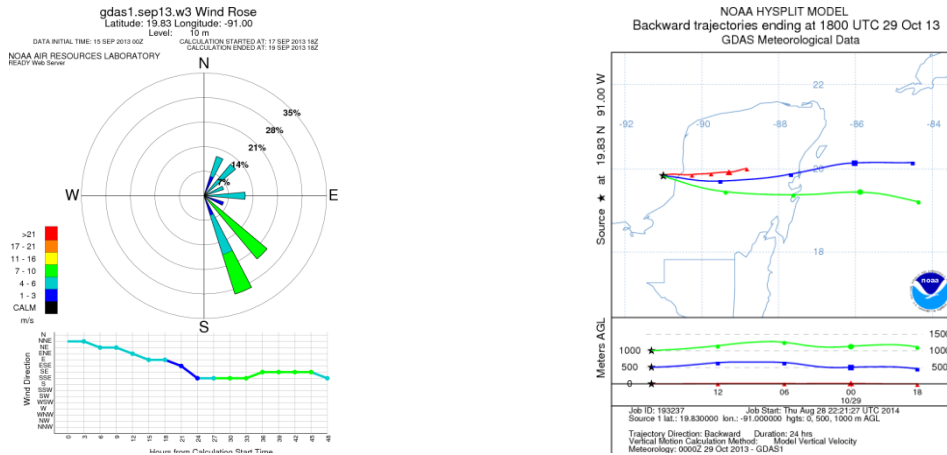 gdas1.sep13.w3 Wind Rose
Latitude: 19.83 Longitude: -91.00
Level: 10 m
DATA INITIAL TIME: 15 SEP 2013 00Z
CALCULATION STARTED AT: 17 SEP 2013 18Z
CALCULATION ENDED AT: 19 SEP 2013 18Z
NOAA AIR RESOURCES LABORATORY
READY Web Server
N
35%
28%
21%
14%
7%
W
E
S
>21
17 - 21
11 - 16
7 - 10
4 - 6
1 - 3
CALM
m/s
Wind Direction
N
NNE
NE
ENE
E
ESE
SE
SSE
S
SSW
SW
WSW
W
WNW
NW
NNW
0 3 6 9 12 15 18 21 24 27 30 33 36 39 42 45 48
Hours from Calculation Start Time
NOAA HYSPLIT MODEL
Backward trajectories ending at 1800 UTC 29 Oct 13
GDAS Meteorological Data
Source ★ at 19.83 N 91.00 W
22
-92 -90 -88 -86 -84
20
18
noaa
Meters AGL
1500
1000 1000
500 500
0 0
12 06 00 18
10/29
Job ID: 193237 Job Start: Thu Aug 28 22:21:27 UTC 2014
Source 1 lat.: 19.830000 lon.: -91.000000 hgts: 0, 500, 1000 m AGL
Trajectory Direction: Backward Duration: 24 hrs
Vertical Motion Calculation Method: Model Vertical Velocity
Meteorology: 0000Z 29 Oct 2013 - GDAS1